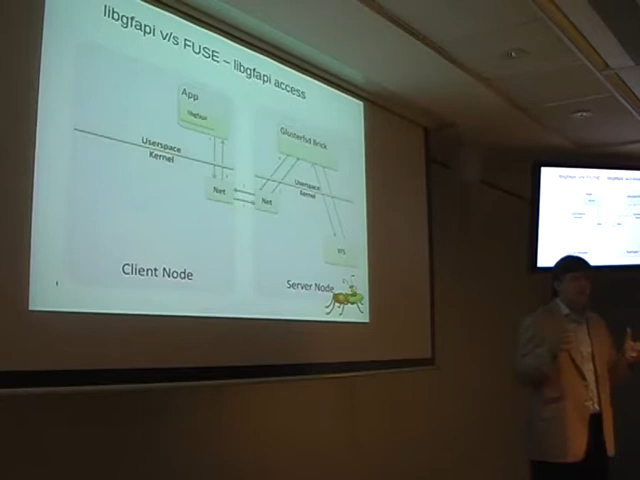 libgfapi v/s FUSE – libgfapi access
App
libgfapi
Userspace
Kernel
Net
Client Node
Glusterfsd Brick
Userspace
Kernel
Net
XFS
Server Node